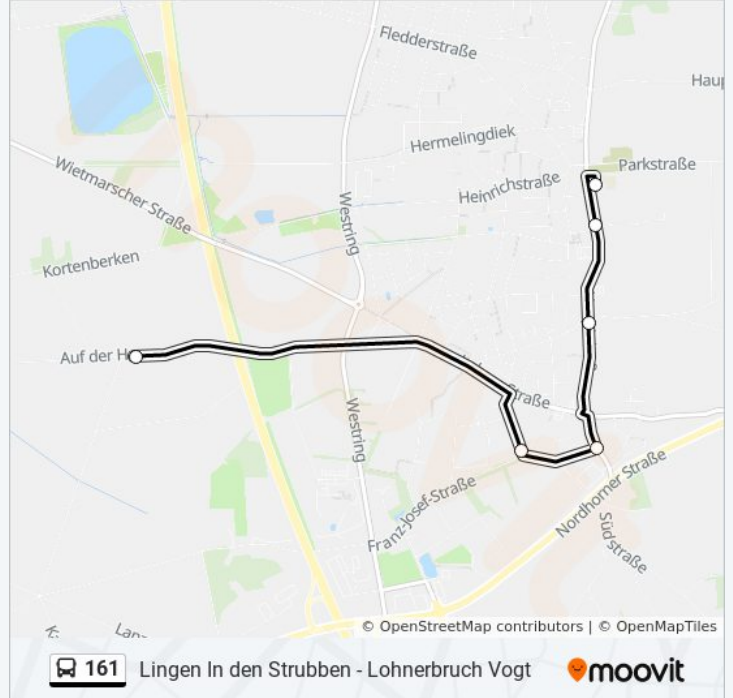 Fledderstraße
Hermelingdiek
Parkstraße
Heinrichstraße
Wietmarscher Straße
Westring
Kortenberken
Auf der
Straße
Westring
Franz-Josef-Straße
Nordhorner Straße
Südstraße
© OpenStreetMap contributors | © OpenMapTiles
161 Lingen In den Strubben - Lohnerbruch Vogt
moovit